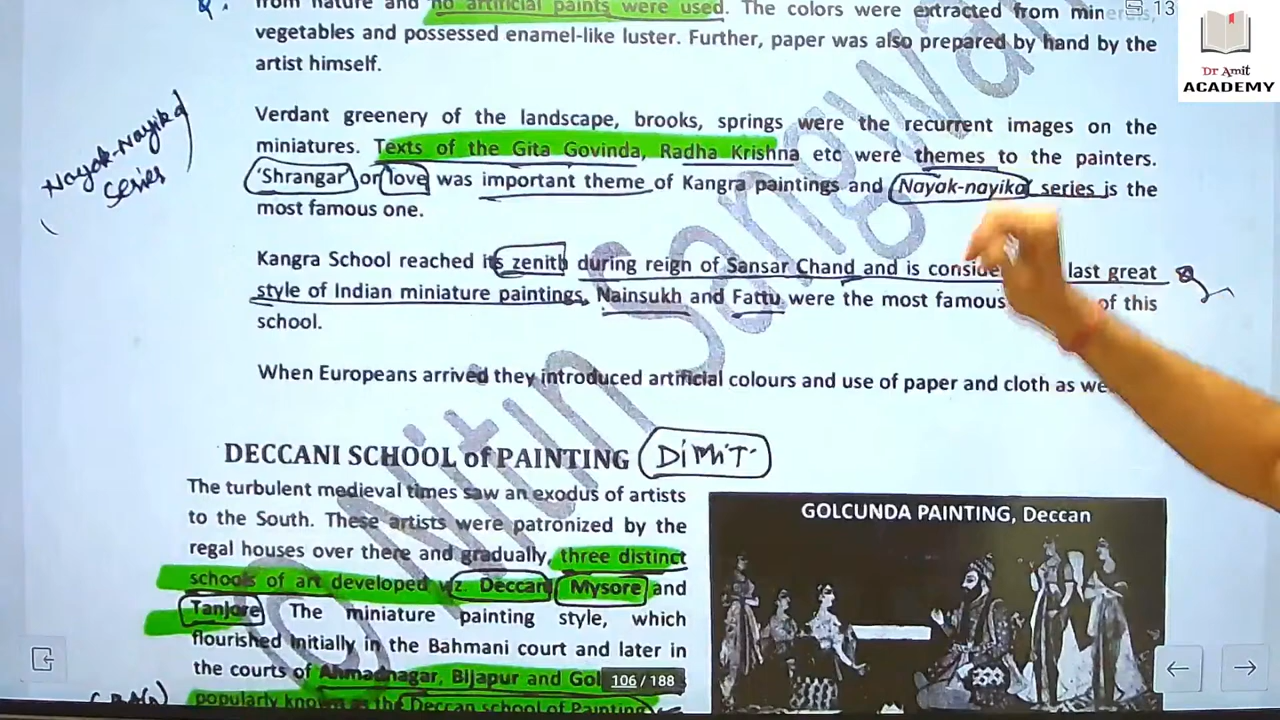 from nature and no artificial paints were used. The colors were extracted from minerals,
vegetables and possessed enamel-like luster. Further, paper was also prepared by hand by the
artist himself.
13
Dr Amit
ACADEMY
Nayak-Nayika
series
Verdant greenery of the landscape, brooks, springs were the recurrent images on the
miniatures. Texts of the Gita Govinda, Radha Krishna etc were themes to the painters.
'Shrangar' or love was important theme of Kangra paintings and Nayak-nayika series is the
most famous one.
Kangra School reached its zenith during reign of Sansar Chand and is conside last great
style of Indian miniature paintings. Nainsukh and Fattu were the most famous of this
school.
When Europeans arrived they introduced artificial colours and use of paper and cloth as we
DECCANI SCHOOL of PAINTING DiMiT
The turbulent medieval times saw an exodus of artists
to the South. These artists were patronized by the
regal houses over there and gradually, three distinct
schools of art developed viz. Deccan, Mysore and
Tanjore. The miniature painting style, which
flourished initially in the Bahmani court and later in
the courts of Ahmadnagar, Bijapur and Gol
popularly known as the Deccan school of Painting
GOLCUNDA PAINTING, Deccan
106 / 188
© Nitin Sangwan